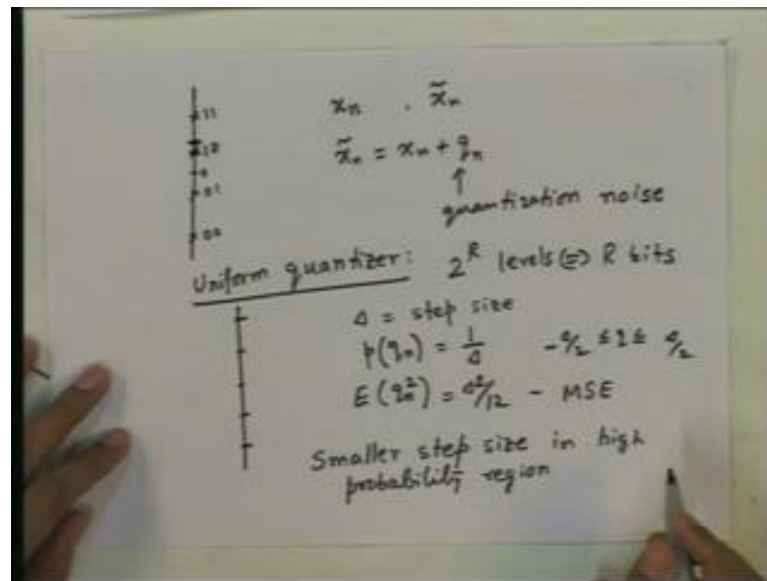 11
10
0
01
00
xₙ , x̃ₙ
x̃ₙ = xₙ + qₙ
↑
quantization noise
Uniform quantizer: 2^R levels (≡) R bits
Δ = step size
p(qₙ) = 1/Δ -Δ/2 ≤ q ≤ Δ/2
E(qₙ²) = Δ²/12 - MSE
Smaller step size in high
probability region